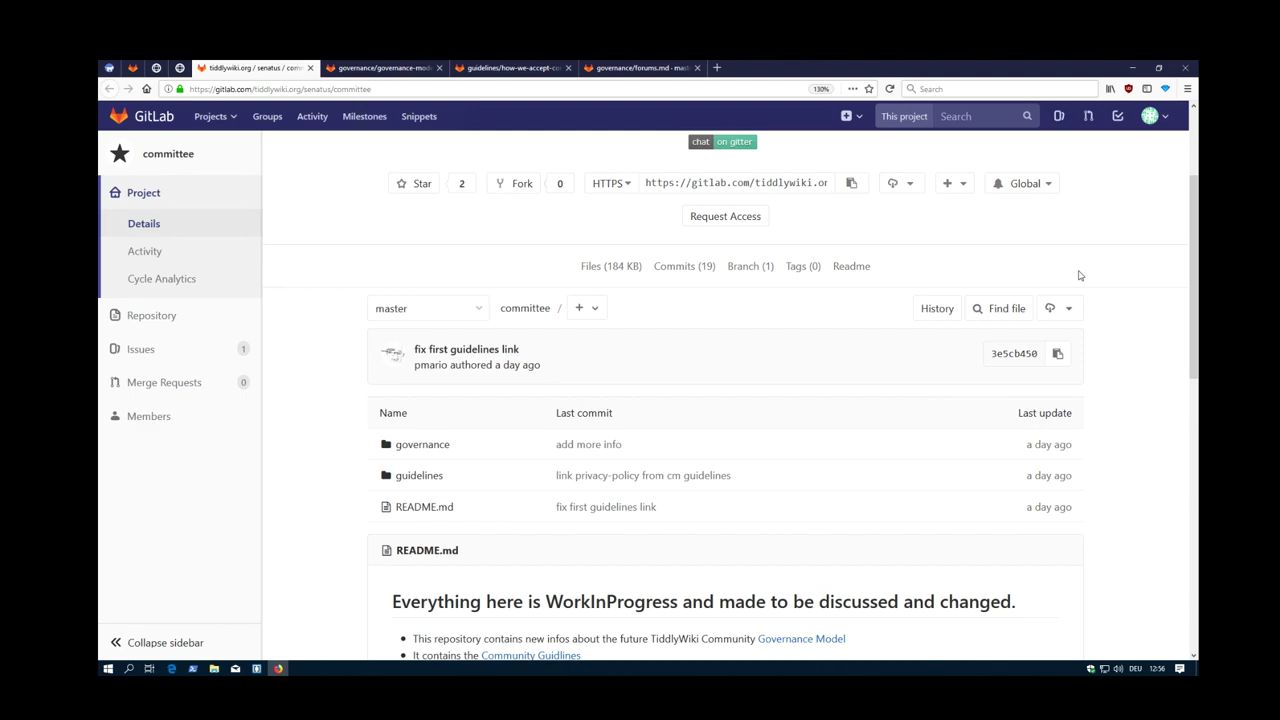 tiddlywiki.org / senatus / com
governance/governance-mod
guidelines/how-we-accept-co
governance/forums.md · mast
https://gitlab.com/tiddlywiki.org/senatus/committee
130%
Search
GitLab
Projects
Groups
Activity
Milestones
Snippets
This project
Search
committee
chat on gitter
Project
Star
2
Fork
0
HTTPS
https://gitlab.com/tiddlywiki.or
Global
Request Access
Details
Activity
Cycle Analytics
Files (184 KB)
Commits (19)
Branch (1)
Tags (0)
Readme
Repository
master
committee /
+
History
Find file
Issues
1
fix first guidelines link
pmario authored a day ago
3e5cb450
Merge Requests
0
Members
Name
Last commit
Last update
governance
add more info
a day ago
guidelines
link privacy-policy from cm guidelines
a day ago
README.md
fix first guidelines link
a day ago
README.md
Everything here is WorkInProgress and made to be discussed and changed.
• This repository contains new infos about the future TiddlyWiki Community Governance Model
• It contains the Community Guidlines
Collapse sidebar
DEU
12:56